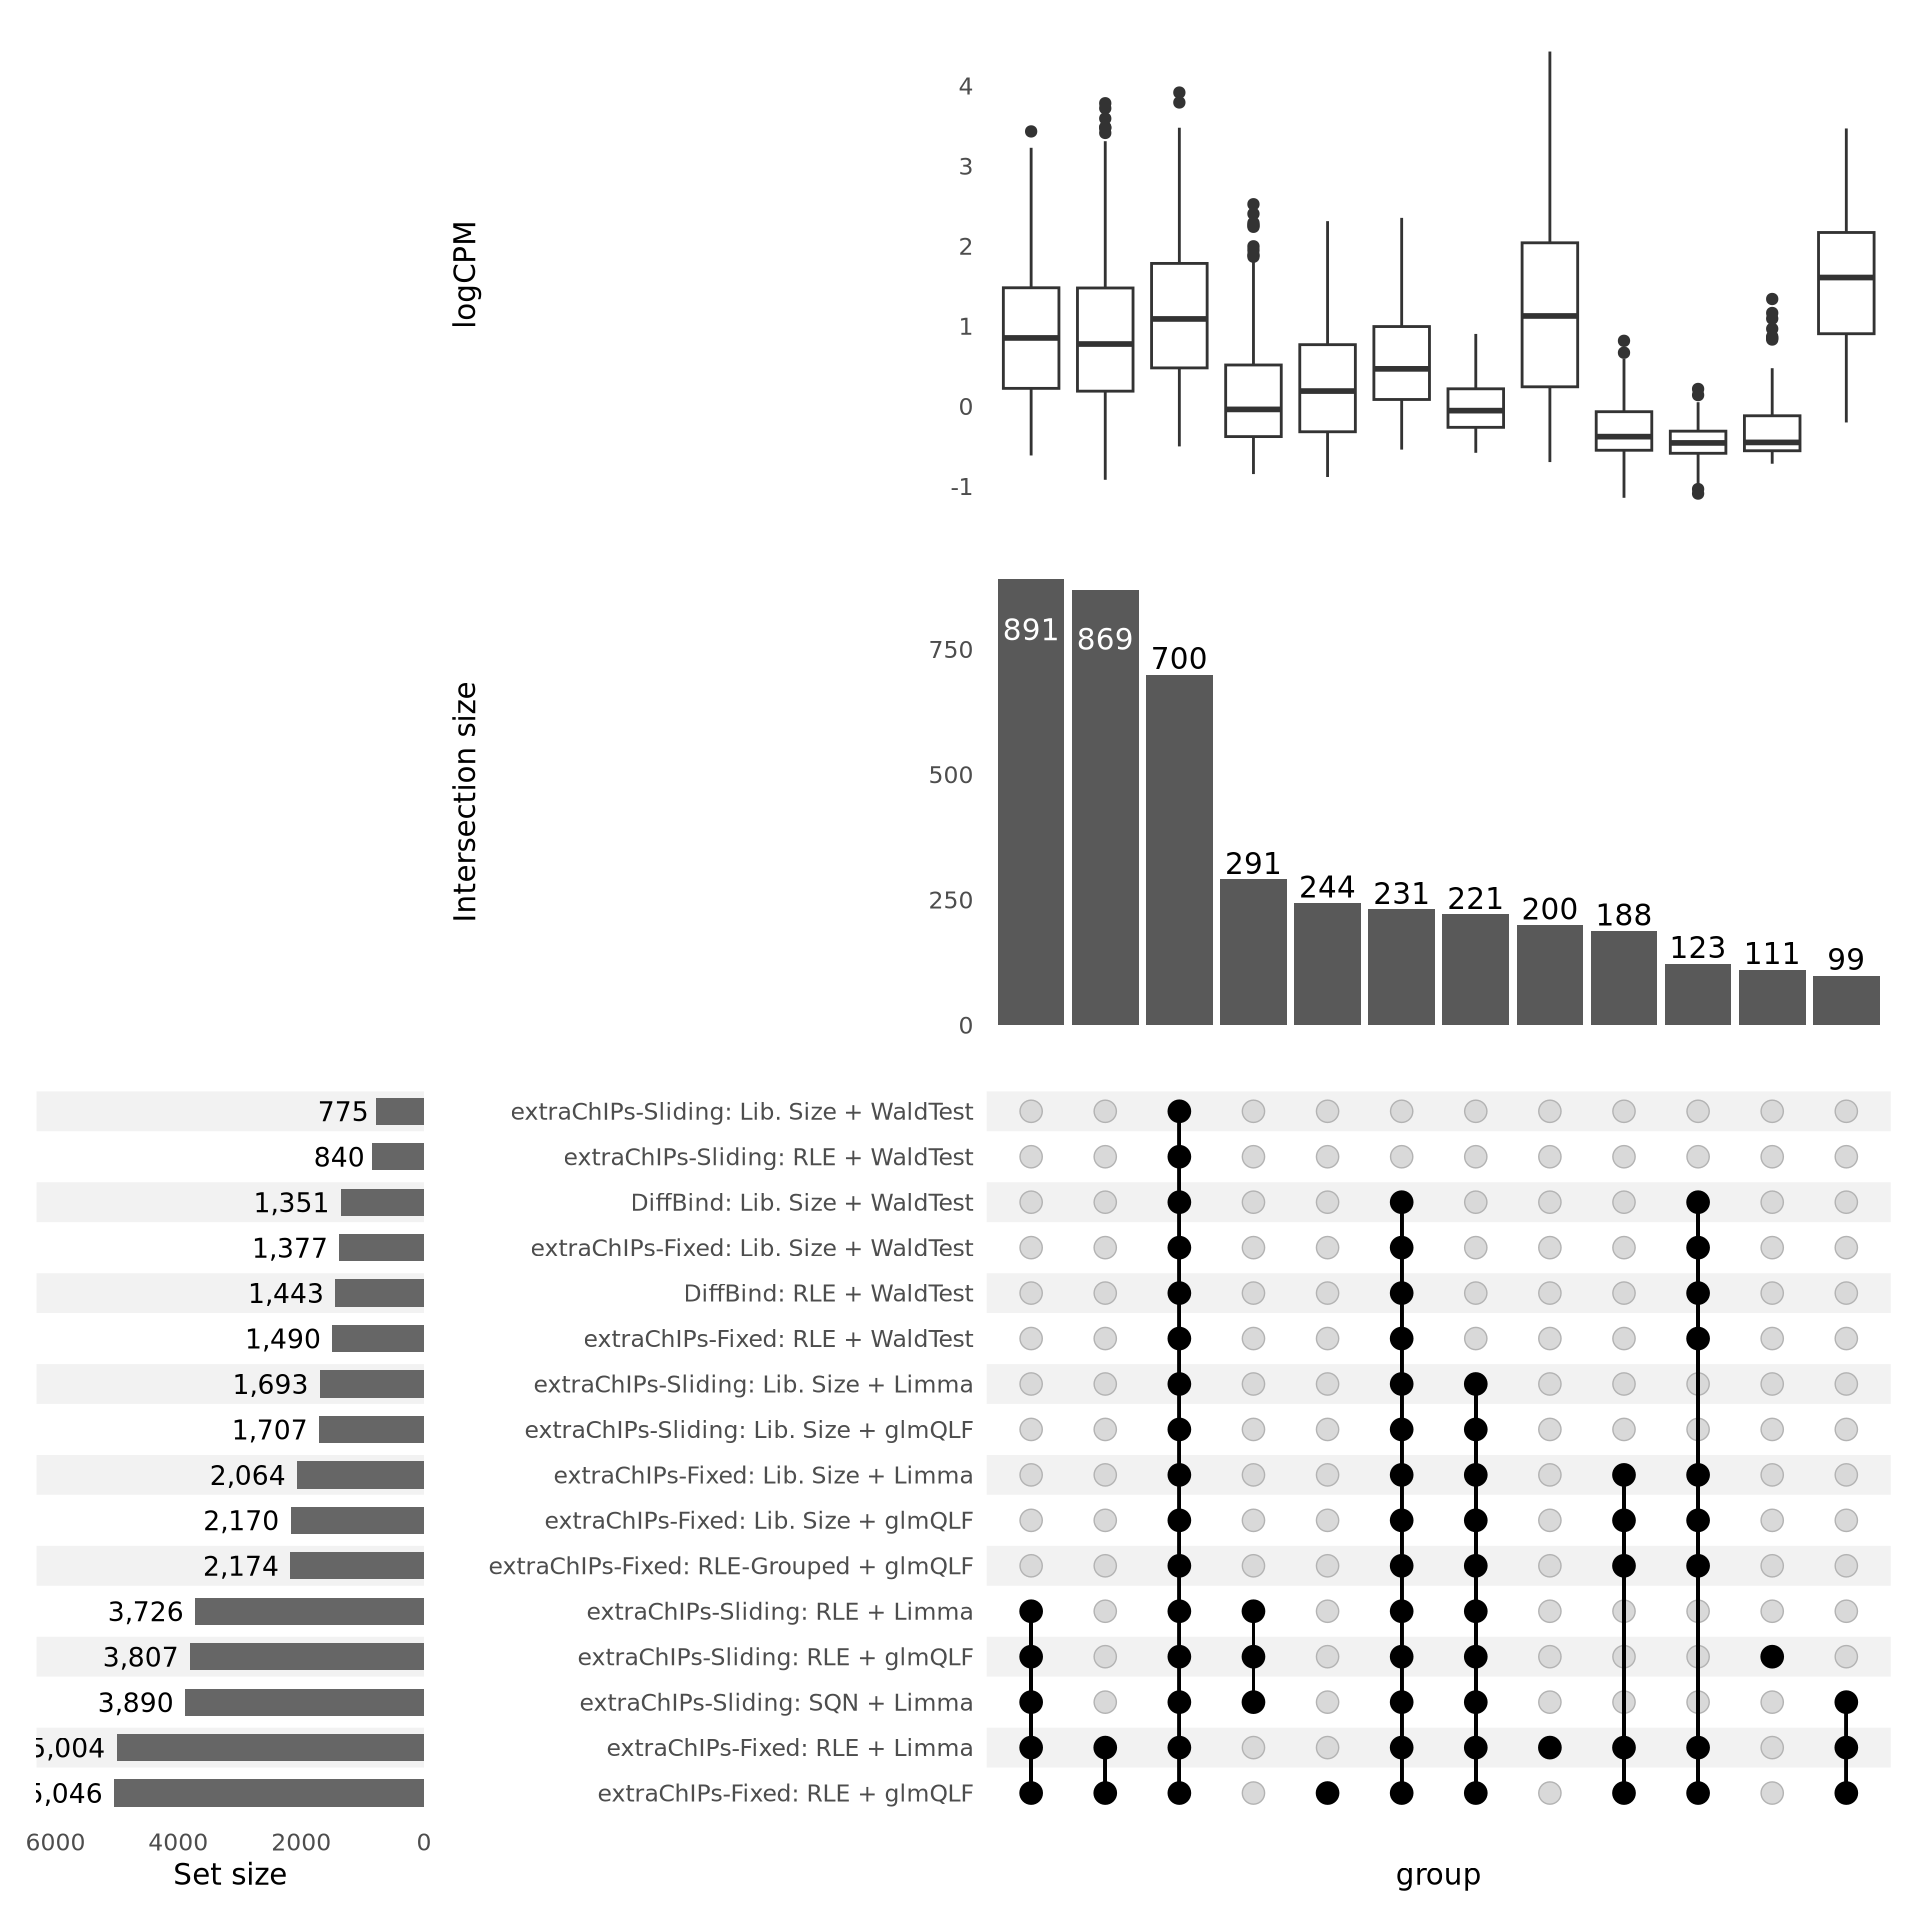 4
3
2
1
0
-1
logCPM
891
869
700
291
244
231
221
200
188
123
111
99
750
500
250
0
Intersection size
775 extraChIPs-Sliding: Lib. Size + WaldTest
840 extraChIPs-Sliding: RLE + WaldTest
1,351 DiffBind: Lib. Size + WaldTest
1,377 extraChIPs-Fixed: Lib. Size + WaldTest
1,443 DiffBind: RLE + WaldTest
1,490 extraChIPs-Fixed: RLE + WaldTest
1,693 extraChIPs-Sliding: Lib. Size + Limma
1,707 extraChIPs-Sliding: Lib. Size + glmQLF
2,064 extraChIPs-Fixed: Lib. Size + Limma
2,170 extraChIPs-Fixed: Lib. Size + glmQLF
2,174 extraChIPs-Fixed: RLE-Grouped + glmQLF
3,726 extraChIPs-Sliding: RLE + Limma
3,807 extraChIPs-Sliding: RLE + glmQLF
3,890 extraChIPs-Sliding: SQN + Limma
5,004 extraChIPs-Fixed: RLE + Limma
5,046 extraChIPs-Fixed: RLE + glmQLF
6000 4000 2000 0
Set size
group